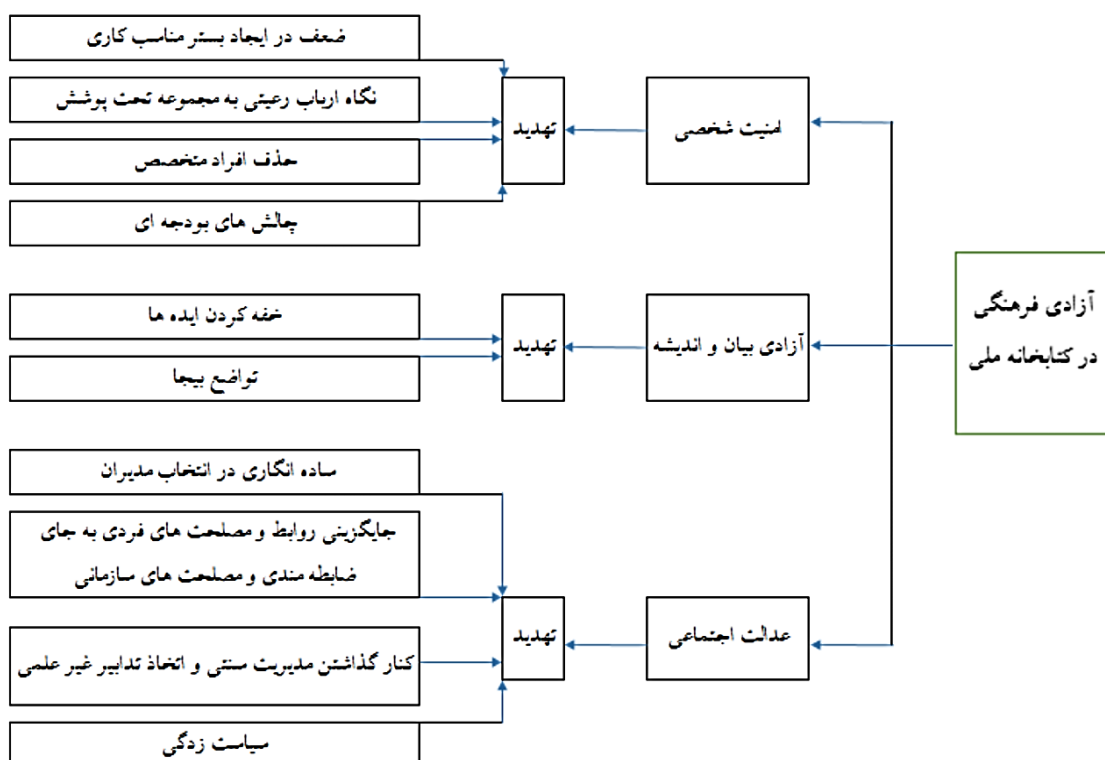 آزادی فرهنگی
در کتابخانه ملی
امنیت شخصی
تهدید
ضعف در ایجاد بستر مناسب کاری
نگاه ارباب رعیتی به مجموعه تحت پوشش
حذف افراد متخصص
چالش های بودجه ای
آزادی بیان و اندیشه
تهدید
خفه کردن ایده ها
تواضع بیجا
عدالت اجتماعی
تهدید
ساده انگاری در انتخاب مدیران
جایگزینی روابط و مصلحت های فردی به جای
ضابطه مندی و مصلحت های سازمانی
کنار گذاشتن مدیریت سنتی و اتخاذ تدابیر غیر علمی
سیاست زدگی